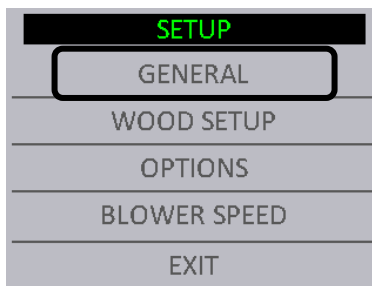 SETUP
GENERAL
WOOD SETUP
OPTIONS
BLOWER SPEED
EXIT